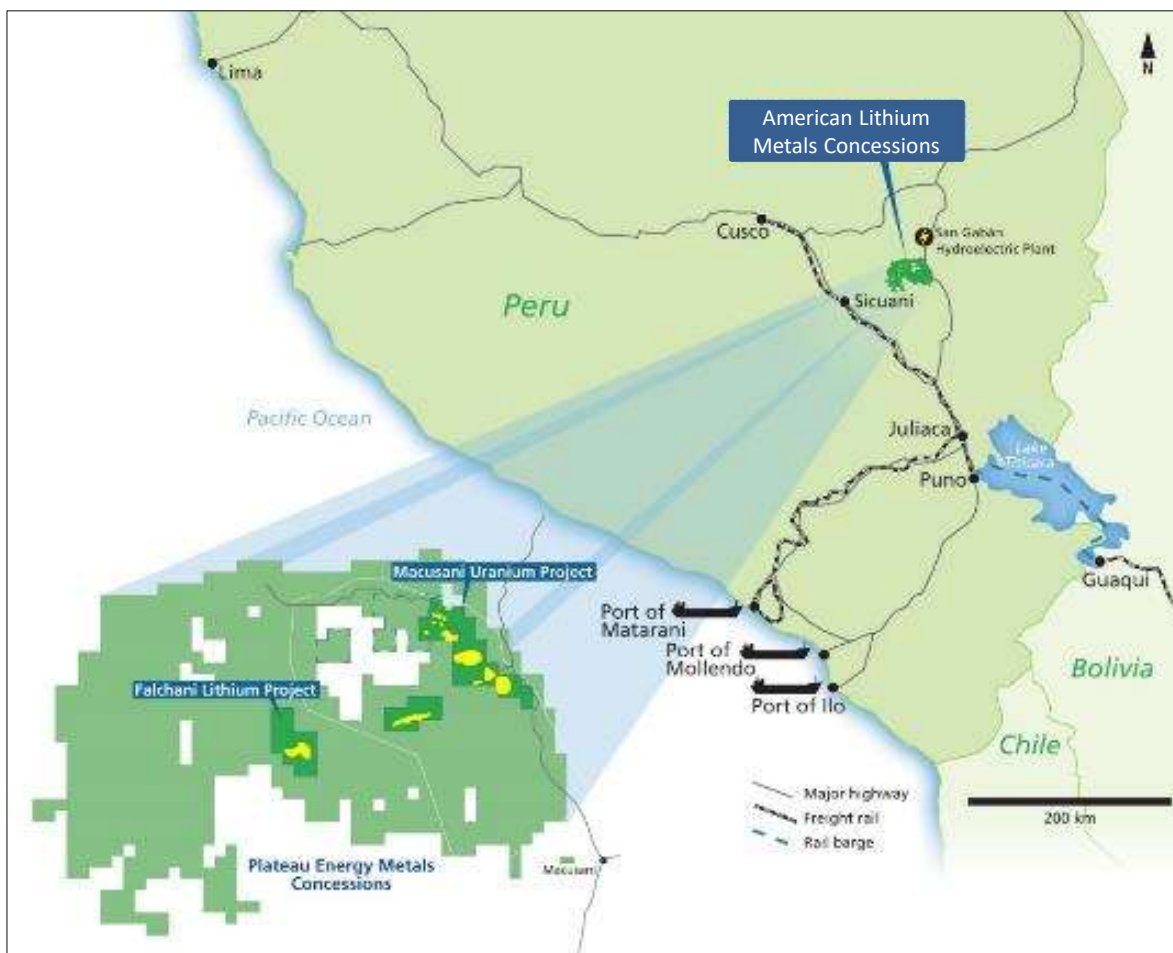 Lima
N
American Lithium
Metals Concessions
Cusco
San Gabán
Hydroelectric Plant
Sicuani
Peru
Pacific Ocean
Juliaca
Lake
Titicaca
Puno
Guaqui
Macusani Uranium Project
Port of
Matarani
Port of
Mollendo
Port of Ilo
Bolivia
Chile
Falchani Lithium Project
Major highway
Freight rail
Rail barge
200 km
Plateau Energy Metals
Concessions
Macusani